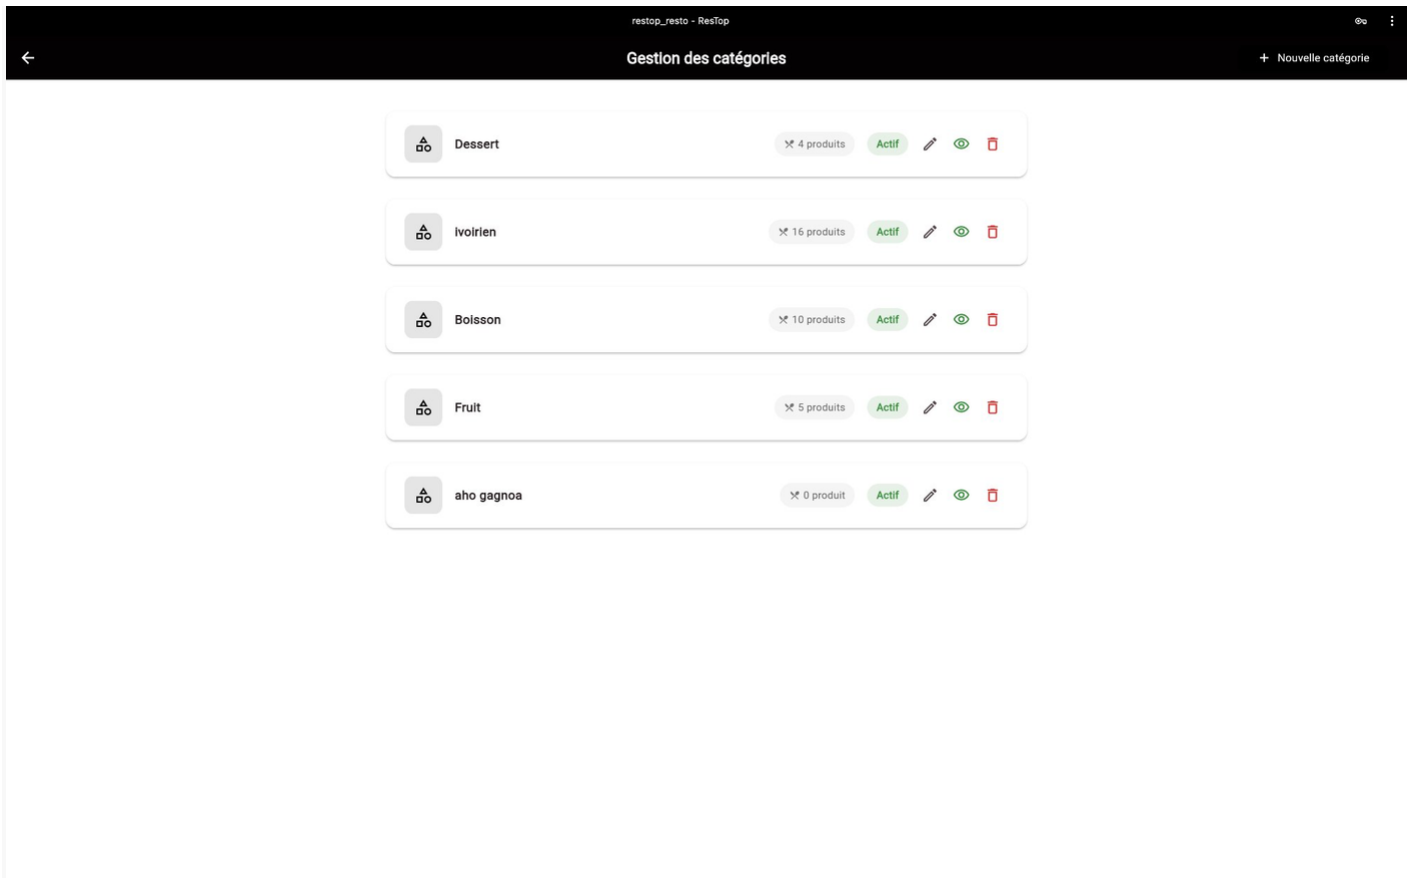 restop_resto - ResTop
Gestion des catégories
+ Nouvelle catégorie
Dessert 4 produits Actif
ivoirien 16 produits Actif
Boisson 10 produits Actif
Fruit 5 produits Actif
aho gagnoa 0 produit Actif